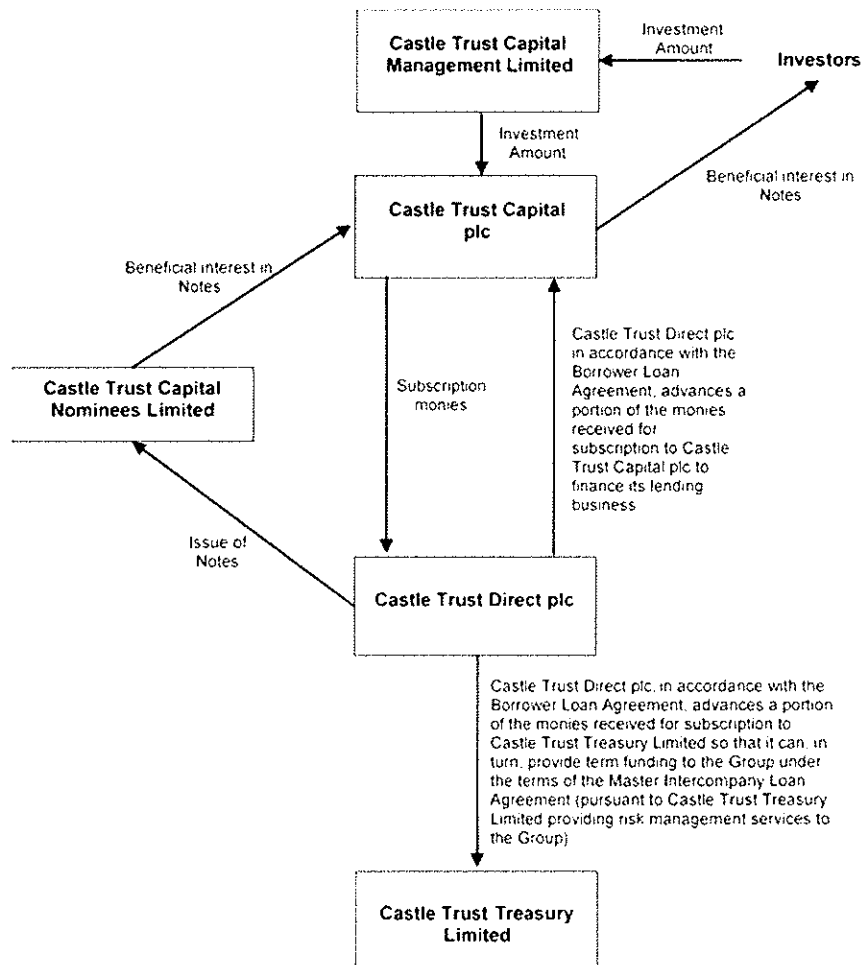 Castle Trust Capital
Management Limited
Investment
Amount
Investors
Investment
Amount
Castle Trust Capital
plc
Beneficial interest in
Notes
Beneficial interest in
Notes
Castle Trust Capital
Nominees Limited
Subscription
monies
Castle Trust Direct plc
in accordance with the
Borrower Loan
Agreement, advances a
portion of the monies
received for
subscription to Castle
Trust Capital plc to
finance its lending
business
Issue of
Notes
Castle Trust Direct plc
Castle Trust Direct plc, in accordance with the
Borrower Loan Agreement, advances a portion
of the monies received for subscription to
Castle Trust Treasury Limited so that it can, in
turn, provide term funding to the Group under
the terms of the Master Intercompany Loan
Agreement (pursuant to Castle Trust Treasury
Limited providing risk management services to
the Group)
Castle Trust Treasury
Limited